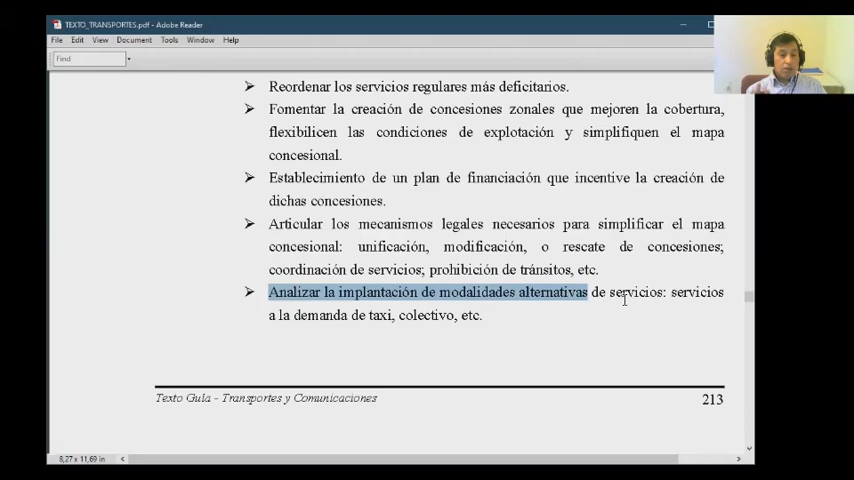 TEXTO_TRANSPORTES.pdf - Adobe Reader
File Edit View Document Tools Window Help
Find
Reordenar los servicios regulares más deficitarios.
Fomentar la creación de concesiones zonales que mejoren la cobertura,
flexibilicen las condiciones de explotación y simplifiquen el mapa
concesional.
Establecimiento de un plan de financiación que incentive la creación de
dichas concesiones.
Articular los mecanismos legales necesarios para simplificar el mapa
concesional: unificación, modificación, o rescate de concesiones;
coordinación de servicios; prohibición de tránsitos, etc.
Analizar la implantación de modalidades alternativas de servicios: servicios
a la demanda de taxi, colectivo, etc.
Texto Guía - Transportes y Comunicaciones 213
8,27 x 11,69 in